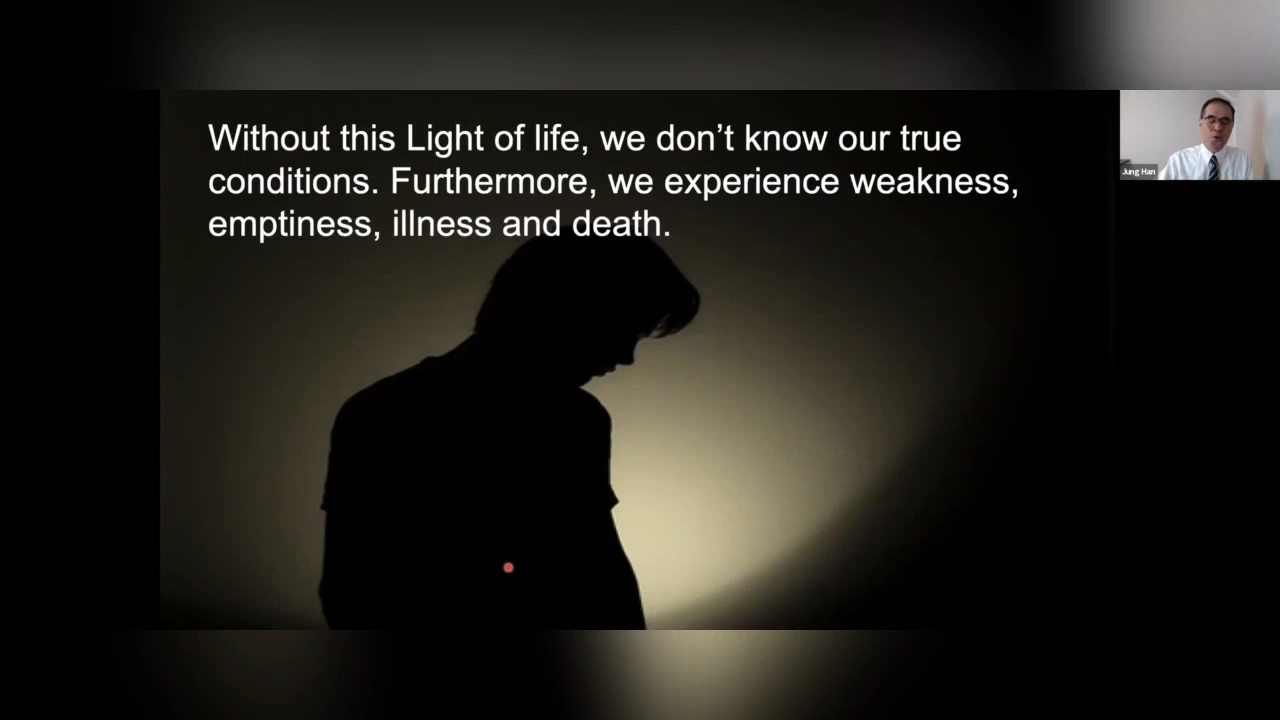 Without this Light of life, we don’t know our true
conditions. Furthermore, we experience weakness,
emptiness, illness and death.
Jung Han